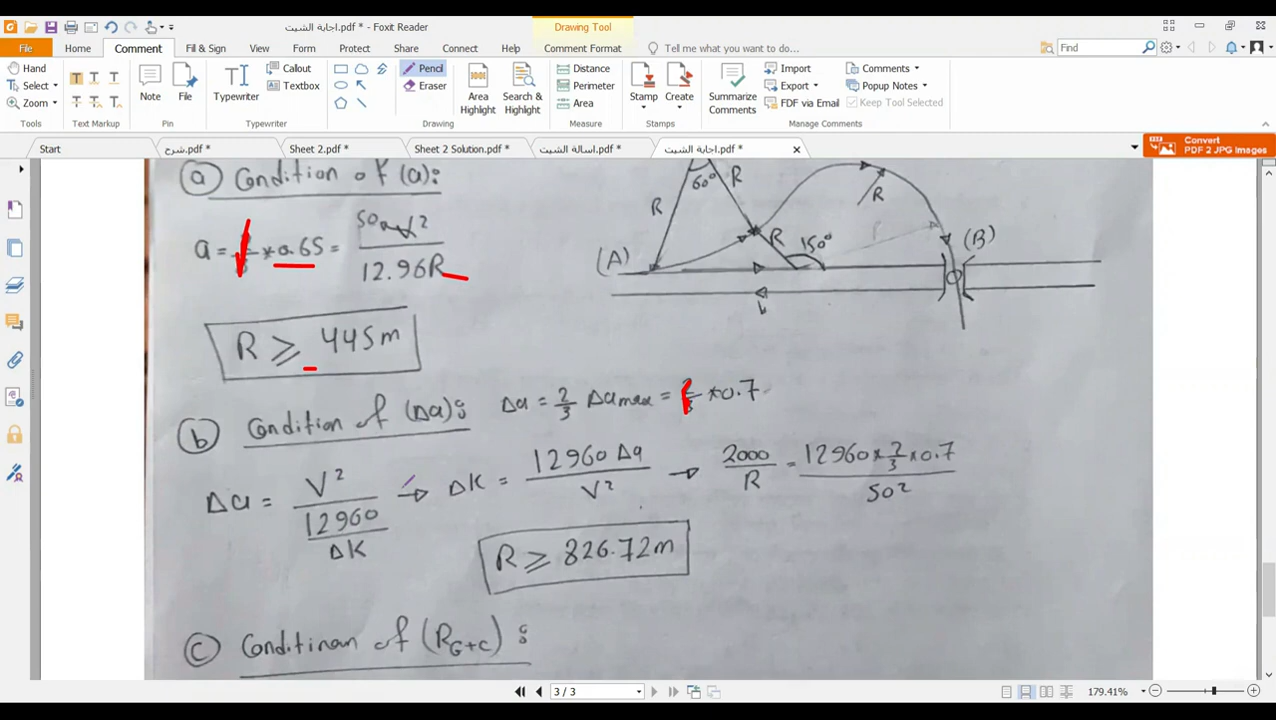 اجابة الشيت.pdf * - Foxit Reader
Drawing Tool
File Home Comment Fill & Sign View Form Protect Share Connect Help Comment Format Tell me what you want to do... Find
Hand
Select
Zoom
Tools
Text Markup
Note
File
Pin
Typewriter
Callout
Textbox
Typewriter
Pencil
Eraser
Drawing
Area Highlight
Search & Highlight
Distance
Perimeter
Area
Measure
Stamp
Create
Stamps
Summarize Comments
Import
Export
FDF via Email
Comments
Popup Notes
Keep Tool Selected
Manage Comments
Start شرح.pdf * Sheet 2.pdf * Sheet 2 Solution.pdf * اسالة الشيت.pdf * اجابة الشيت.pdf *
Convert
PDF 2 JPG Images
(a) Condition of (a):
a = * 0.65 =
12.96R
R ≥ 445m
60° R
R
R
R
150°
(A)
(B)
(b) Condition of (Δa): Δa = 2/3 Δamax = * 0.7
Δa = V² / (12960 / ΔK) → ΔK = 12960 Δa / V² → 2000 / R = 12960 * 2/3 * 0.7 / 50²
R ≥ 826.72m
(c) Conditinan of (RG+c) :
3 / 3
179.41%